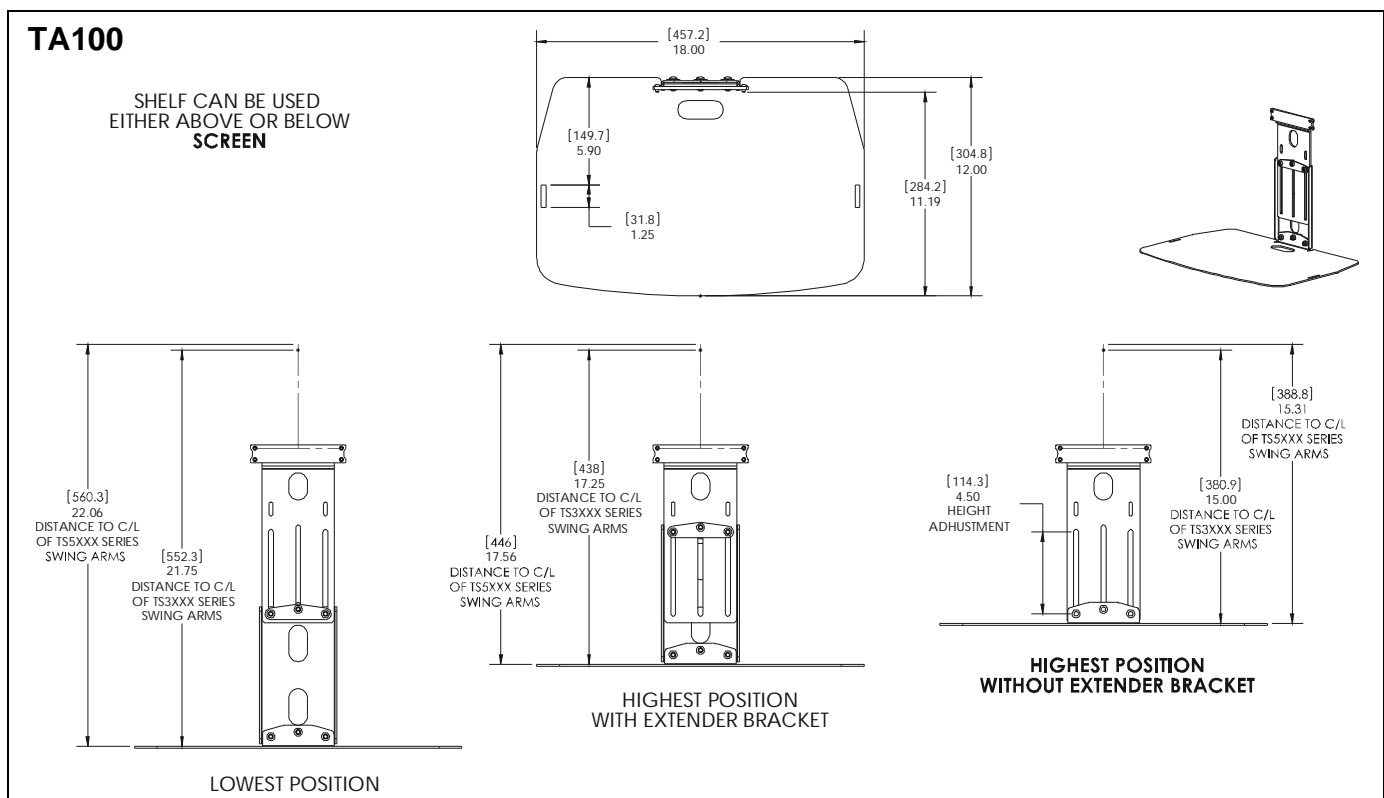 TA100
SHELF CAN BE USED
EITHER ABOVE OR BELOW
SCREEN
[457.2]
18.00
[149.7]
5.90
[31.8]
1.25
[284.2]
11.19
[304.8]
12.00
[560.3]
22.06
DISTANCE TO C/L
OF TS5XXX SERIES
SWING ARMS
[552.3]
21.75
DISTANCE TO C/L
OF TS3XXX SERIES
SWING ARMS
LOWEST POSITION
[446]
17.56
DISTANCE TO C/L
OF TS5XXX SERIES
SWING ARMS
[438]
17.25
DISTANCE TO C/L
OF TS3XXX SERIES
SWING ARMS
HIGHEST POSITION
WITH EXTENDER BRACKET
[114.3]
4.50
HEIGHT
ADHUSTMENT
[380.9]
15.00
DISTANCE TO C/L
OF TS3XXX SERIES
SWING ARMS
[388.8]
15.31
DISTANCE TO C/L
OF TS5XXX SERIES
SWING ARMS
HIGHEST POSITION
WITHOUT EXTENDER BRACKET